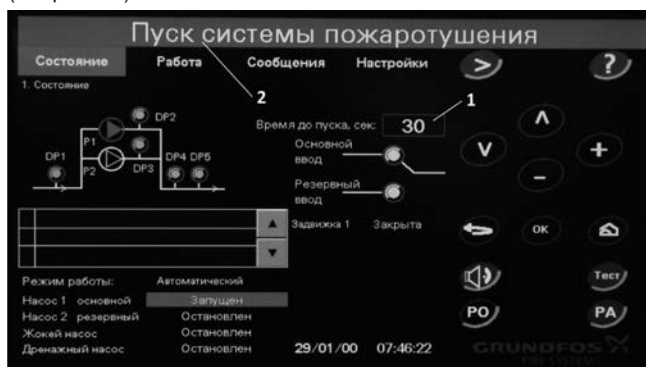 Пуск системы пожаротушения
Состояние Работа Сообщения Настройки > ?
1. Состояние
2 1
DP2
Время до пуска, сек: 30
P1
Основной ввод
DP1 P2 DP3 DP4 DP5
Резервный ввод
Задвижка 1 Закрыта
OK
Режим работы: Автоматический
Тест
Насос 1 основной Запущен
Насос 2 резервный Остановлен
PO PA
Жокей насос Остановлен
Дренажный насос Остановлен
29/01/00 07:46:22
GRUNDFOS
FIRE SYSTEMS